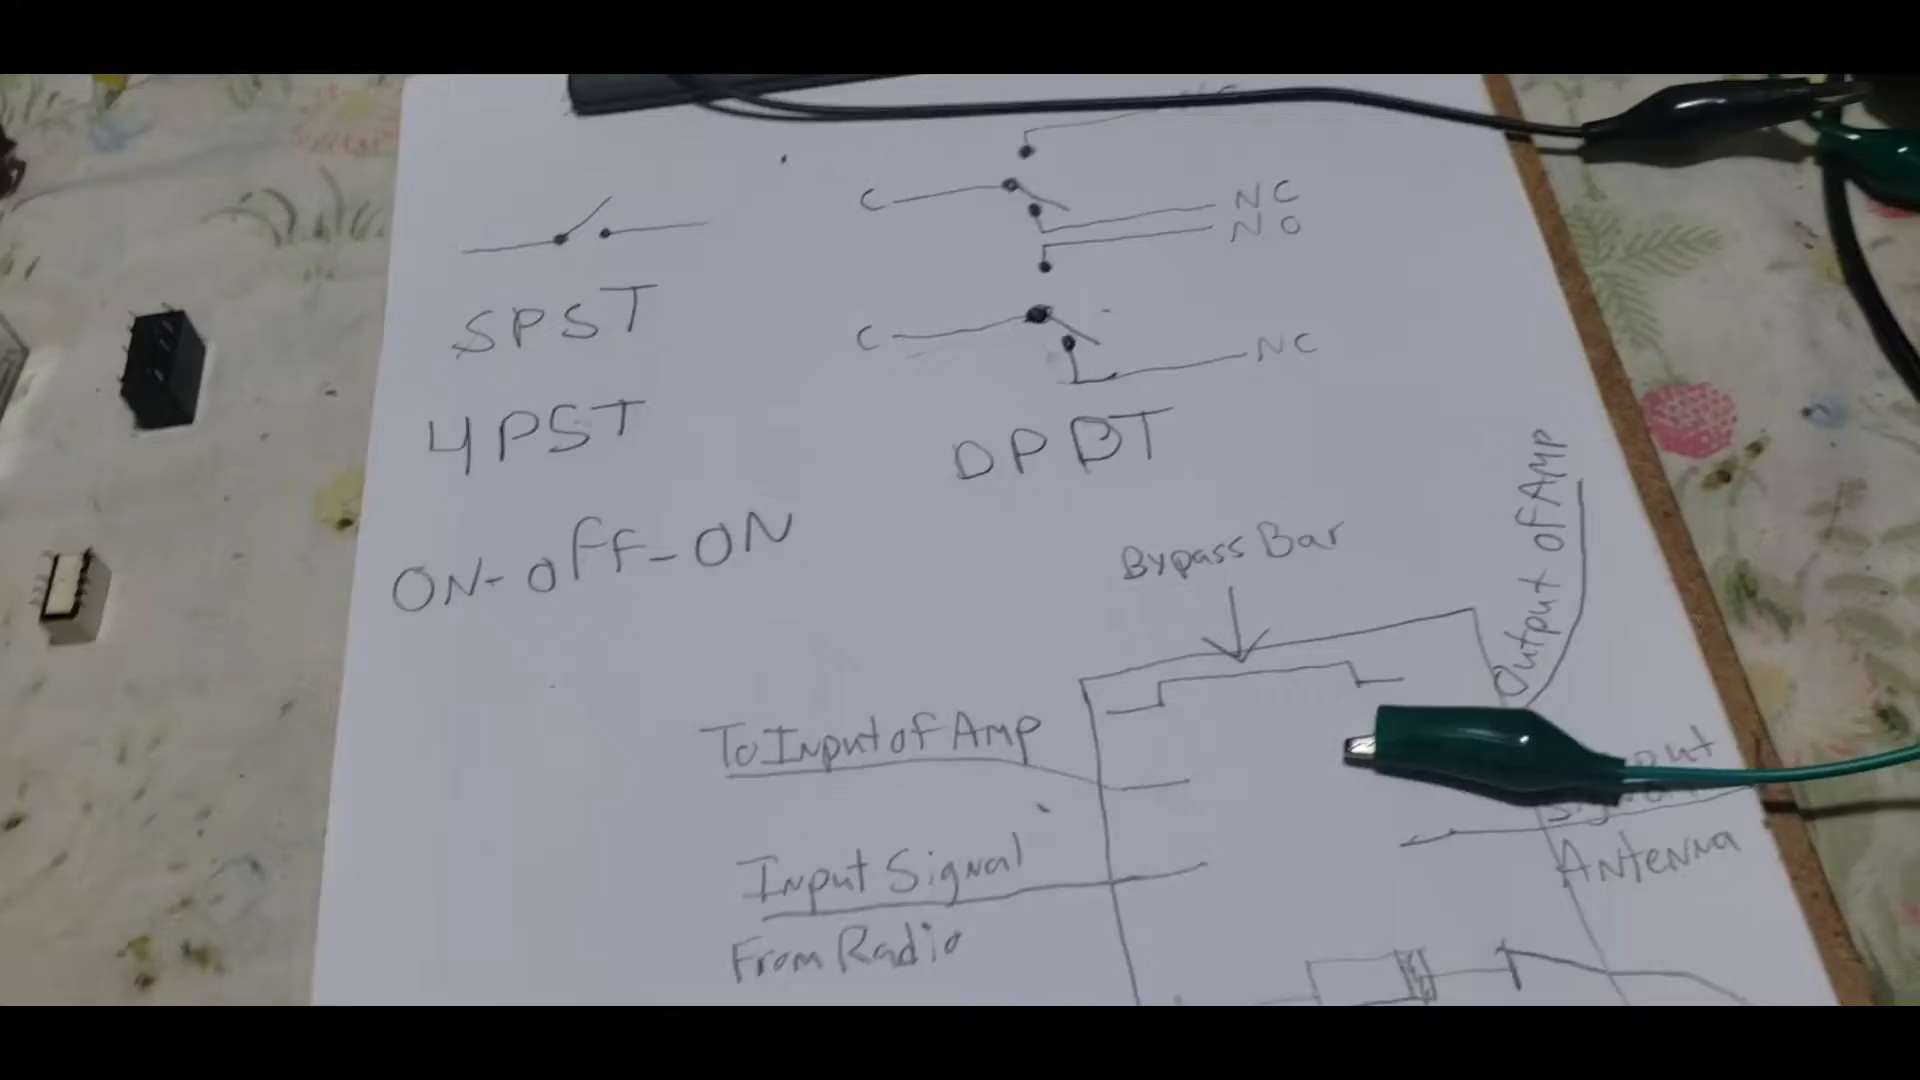 C
NC
NO
SPST
C
NC
4PST
DPDT
ON-OFF-ON
Bypass Bar
Output of AMP
To Input of Amp
Input Signal
From Radio
Antenna